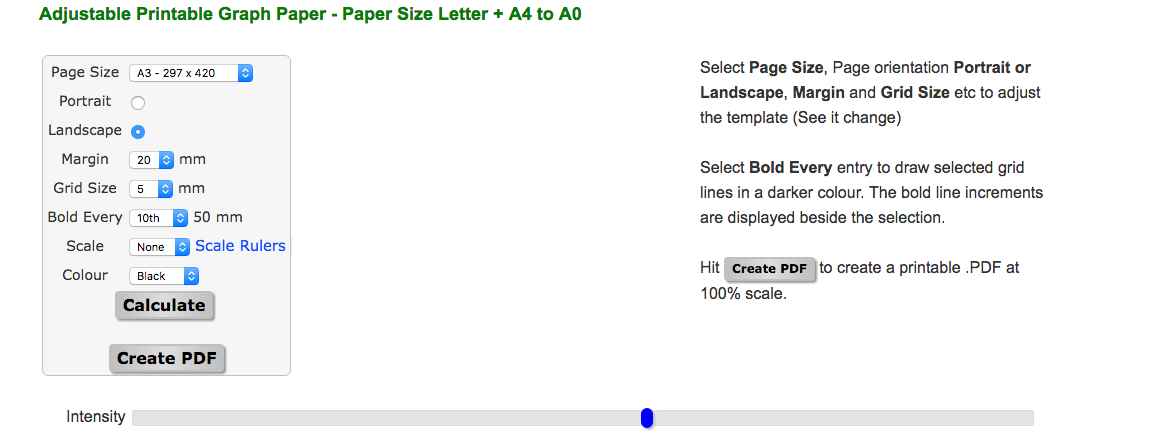 Adjustable Printable Graph Paper - Paper Size Letter + A4 to A0
Page Size A3 - 297 x 420
Portrait
Landscape
Margin 20 mm
Grid Size 5 mm
Bold Every 10th 50 mm
Scale None Scale Rulers
Colour Black
Calculate
Create PDF
Select Page Size, Page orientation Portrait or
Landscape, Margin and Grid Size etc to adjust
the template (See it change)
Select Bold Every entry to draw selected grid
lines in a darker colour. The bold line increments
are displayed beside the selection.
Hit Create PDF to create a printable .PDF at
100% scale.
Intensity